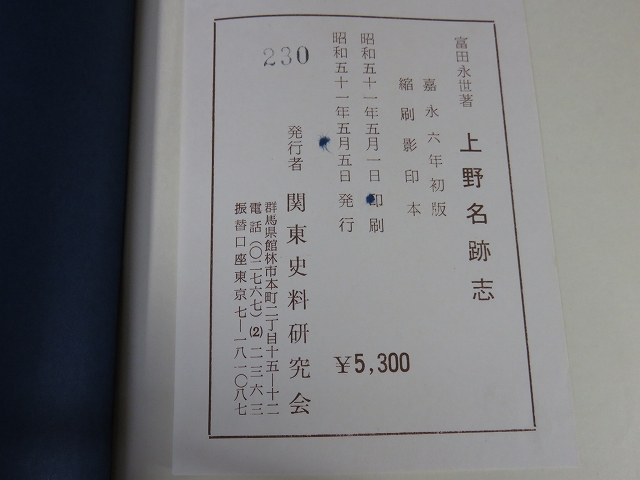 富田永世著 上野名跡志
嘉永六年初版
縮刷影印本
昭和五十一年五月一日印刷
昭和五十一年五月五日発行
230
発行者 関東史料研究会
群馬県館林市本町二丁目十五―十二
電話(〇二七六七)(2)二三六三
振替口座東京七―一八一〇八七
￥5,300